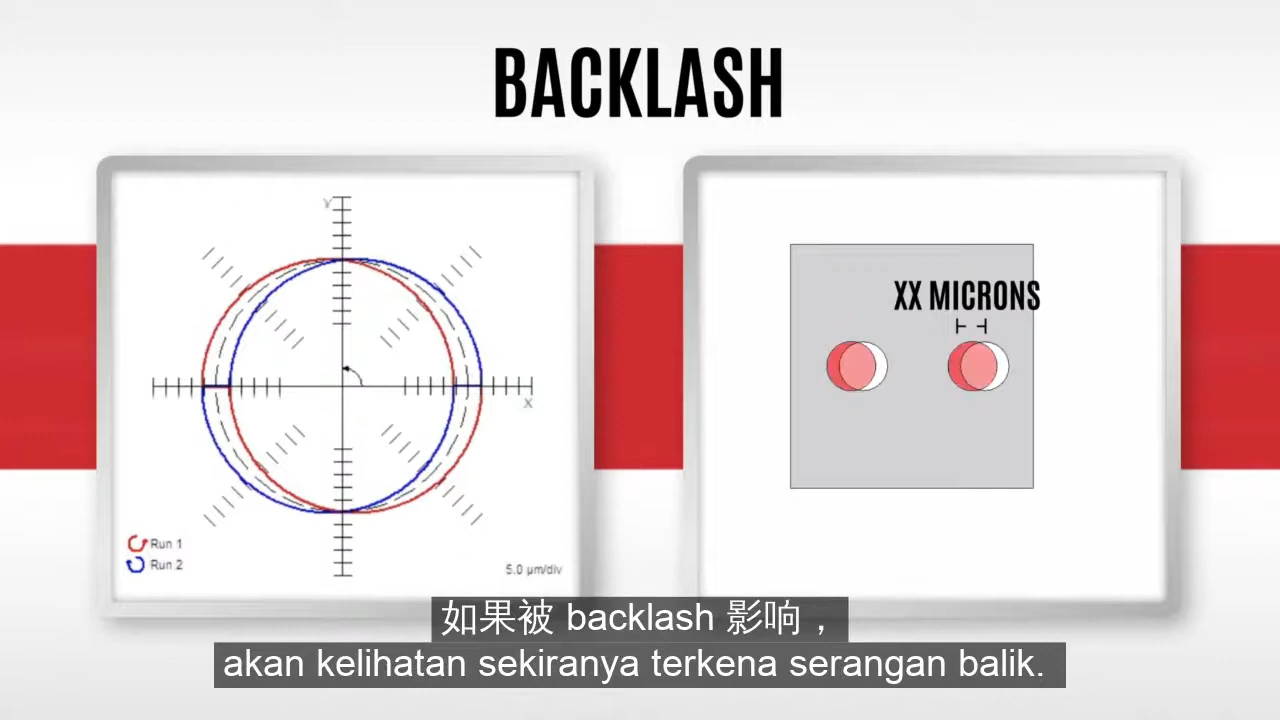 BACKLASH
Y
X
Run 1
Run 2
5.0 µm/div
XX MICRONS
如果被 backlash 影响，
akan kelihatan sekiranya terkena serangan balik.